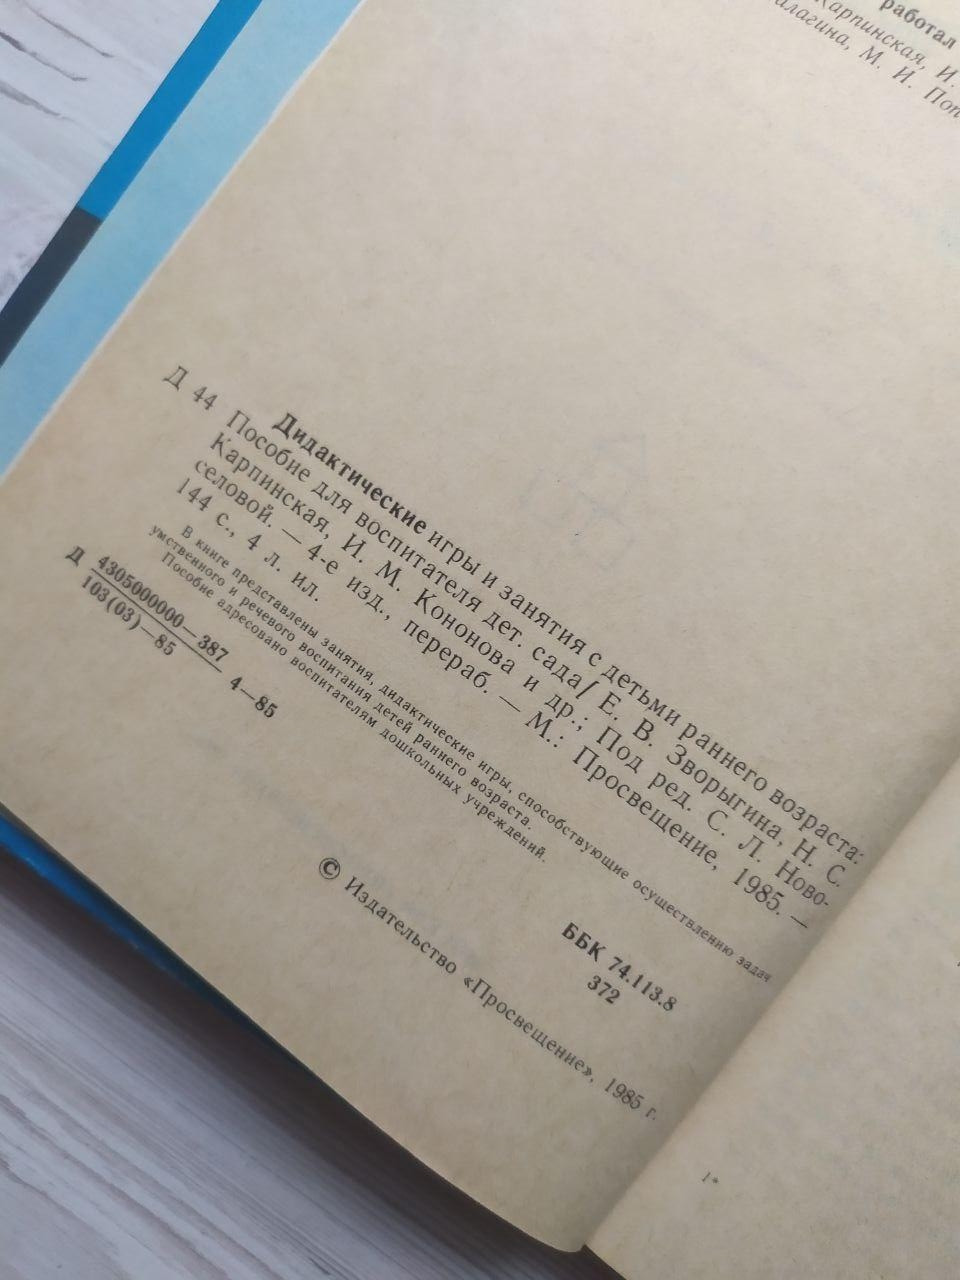 работал
Карпинская, И.
М. И. Поп
Дидактические игры и занятия с детьми раннего возраста:
Д 44 Пособие для воспитателя дет. сада/ Е. В. Зворыгина, Н. С.
Карпинская, И. М. Кононова и др.; Под ред. С. Л. Ново-
селовой. — 4-е изд., перераб. — М.: Просвещение, 1985. —
144 с., 4 л. ил.
В книге представлены занятия, дидактические игры, способствующие осуществлению задач
умственного и речевого воспитания детей раннего возраста.
Пособие адресовано воспитателям дошкольных учреждений.
Д 4305000000—387 4—85
103(03)—85
ББК 74.113.8
372
© Издательство «Просвещение», 1985 г.
1*